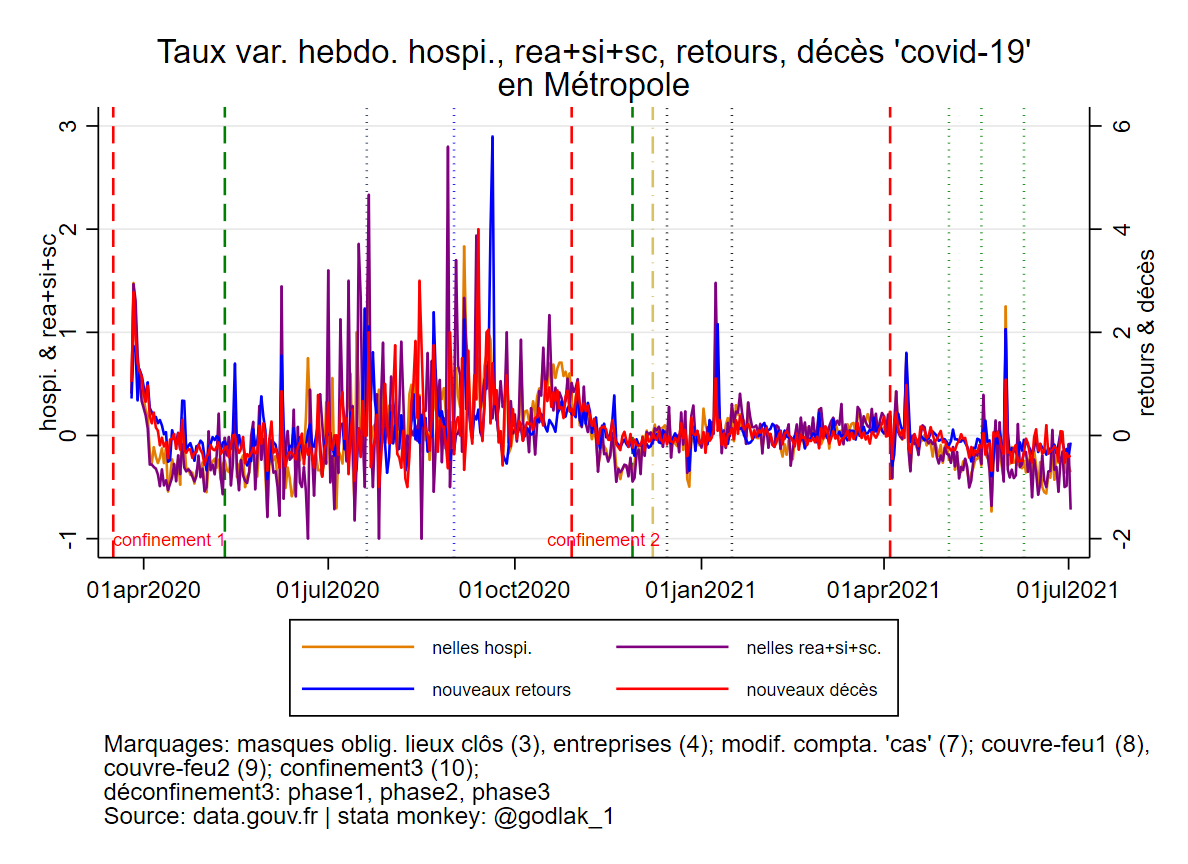 Taux var. hebdo. hospi., rea+si+sc, retours, décès 'covid-19'
en Métropole
hospi. & rea+si+sc
3
2
1
0
-1
retours & décès
6
4
2
0
-2
confinement 1
confinement 2
01apr2020
01jul2020
01oct2020
01jan2021
01apr2021
01jul2021
nelles hospi.
nelles rea+si+sc.
nouveaux retours
nouveaux décès
Marquages: masques oblig. lieux clôs (3), entreprises (4); modif. compta. 'cas' (7); couvre-feu1 (8),
couvre-feu2 (9); confinement3 (10);
déconfinement3: phase1, phase2, phase3
Source: data.gouv.fr | stata monkey: @godlak_1